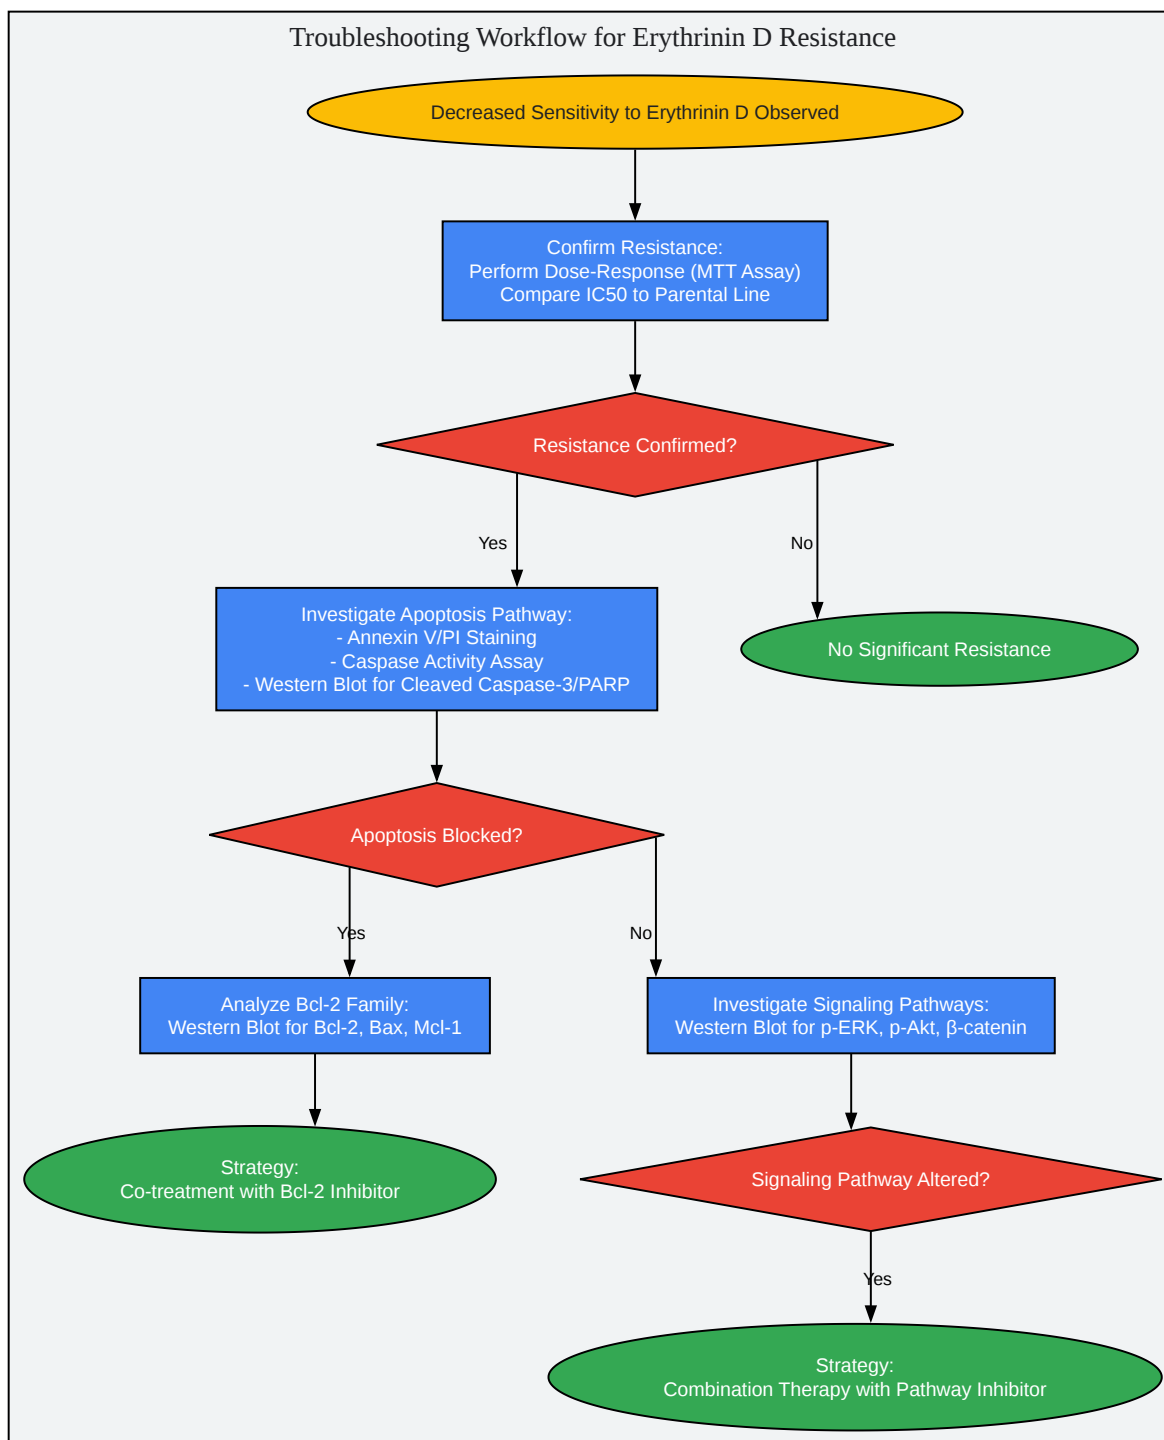 Troubleshooting Workflow for Erythrinin D Resistance
Decreased Sensitivity to Erythrinin D Observed
Confirm Resistance:
Perform Dose-Response (MTT Assay)
Compare IC50 to Parental Line
Resistance Confirmed?
Yes
No
Investigate Apoptosis Pathway:
- Annexin V/PI Staining
- Caspase Activity Assay
- Western Blot for Cleaved Caspase-3/PARP
No Significant Resistance
Apoptosis Blocked?
Yes
No
Analyze Bcl-2 Family:
Western Blot for Bcl-2, Bax, Mcl-1
Investigate Signaling Pathways:
Western Blot for p-ERK, p-Akt, β-catenin
Strategy:
Co-treatment with Bcl-2 Inhibitor
Signaling Pathway Altered?
Yes
Strategy:
Combination Therapy with Pathway Inhibitor